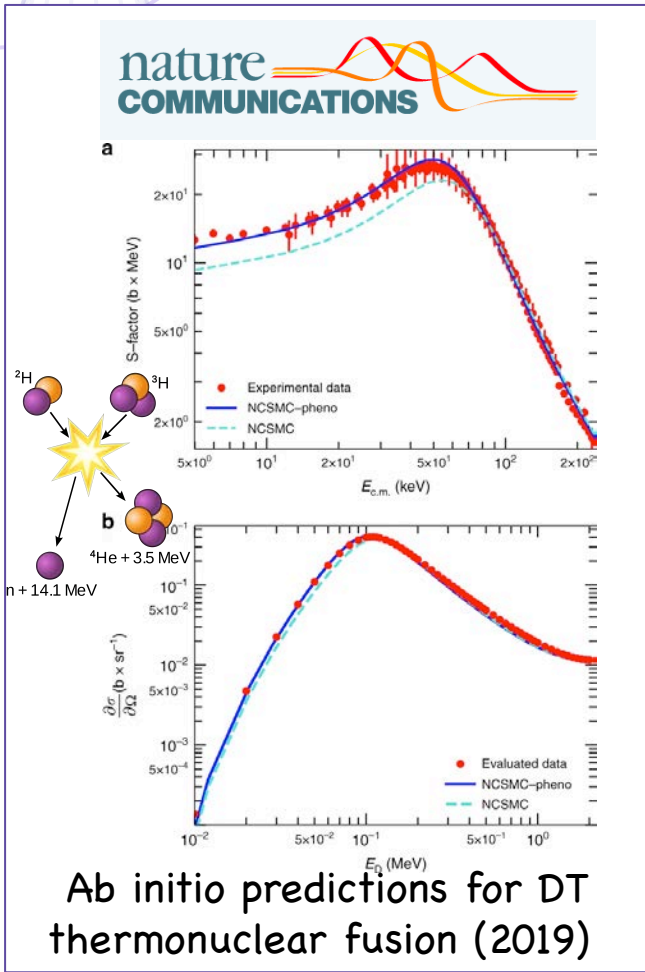 nature
COMMUNICATIONS
a
2×10¹
10¹
5×10⁰
2×10⁰
S–factor (b × MeV)
Experimental data
NCSMC–pheno
NCSMC
5×10⁰ 10¹ 2×10¹ 5×10¹ 10² 2×10²
E_c.m. (keV)
²H
³H
⁴He + 3.5 MeV
n + 14.1 MeV
b
10⁻¹
10⁻¹
5×10⁻²
10⁻²
5×10⁻³
10⁻³
5×10⁻⁴
∂σ/∂Ω (b × sr⁻¹)
Evaluated data
NCSMC–pheno
NCSMC
10⁻² 5×10⁻² 10⁻¹ 5×10⁻¹ 10⁰
E_D (MeV)
Ab initio predictions for DT
thermonuclear fusion (2019)